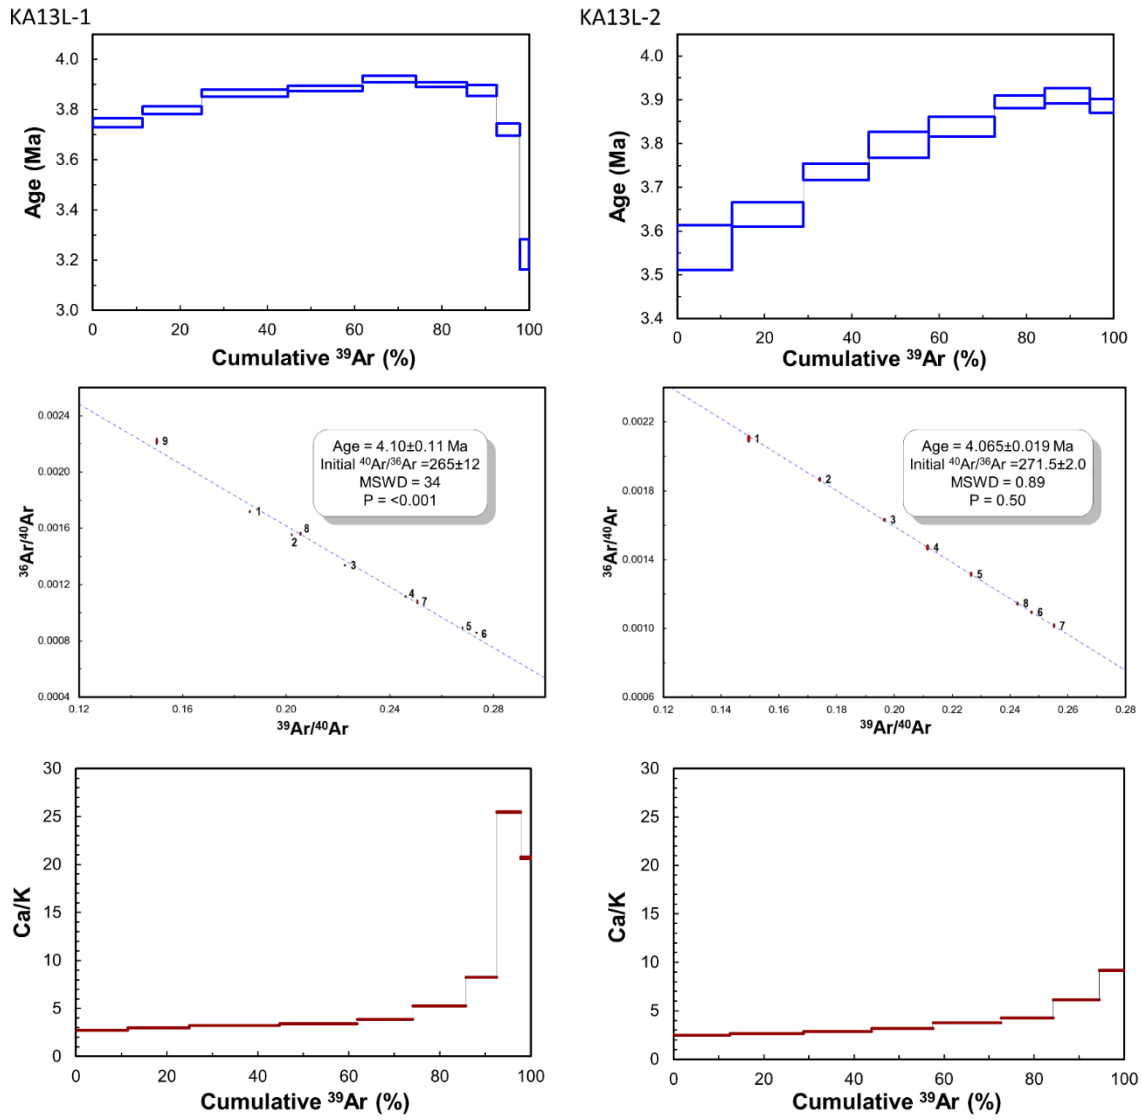 KA13L-1
Age (Ma)
4.0
3.8
3.6
3.4
3.2
3.0
0 20 40 60 80 100
Cumulative ³⁹Ar (%)
KA13L-2
Age (Ma)
4.0
3.9
3.8
3.7
3.6
3.5
3.4
0 20 40 60 80 100
Cumulative ³⁹Ar (%)
³⁶Ar/⁴⁰Ar
0.0024
0.0020
0.0016
0.0012
0.0008
0.0004
Age = 4.10±0.11 Ma
Initial ⁴⁰Ar/³⁶Ar =265±12
MSWD = 34
P = <0.001
9
1
8
2
3
4
7
5
6
0.12 0.16 0.20 0.24 0.28
³⁹Ar/⁴⁰Ar
³⁶Ar/⁴⁰Ar
0.0022
0.0018
0.0014
0.0010
0.0006
Age = 4.065±0.019 Ma
Initial ⁴⁰Ar/³⁶Ar =271.5±2.0
MSWD = 0.89
P = 0.50
1
2
3
4
5
8
6
7
0.12 0.14 0.16 0.18 0.20 0.22 0.24 0.26 0.28
³⁹Ar/⁴⁰Ar
Ca/K
30
25
20
15
10
5
0
0 20 40 60 80 100
Cumulative ³⁹Ar (%)
Ca/K
30
25
20
15
10
5
0
0 20 40 60 80 100
Cumulative ³⁹Ar (%)